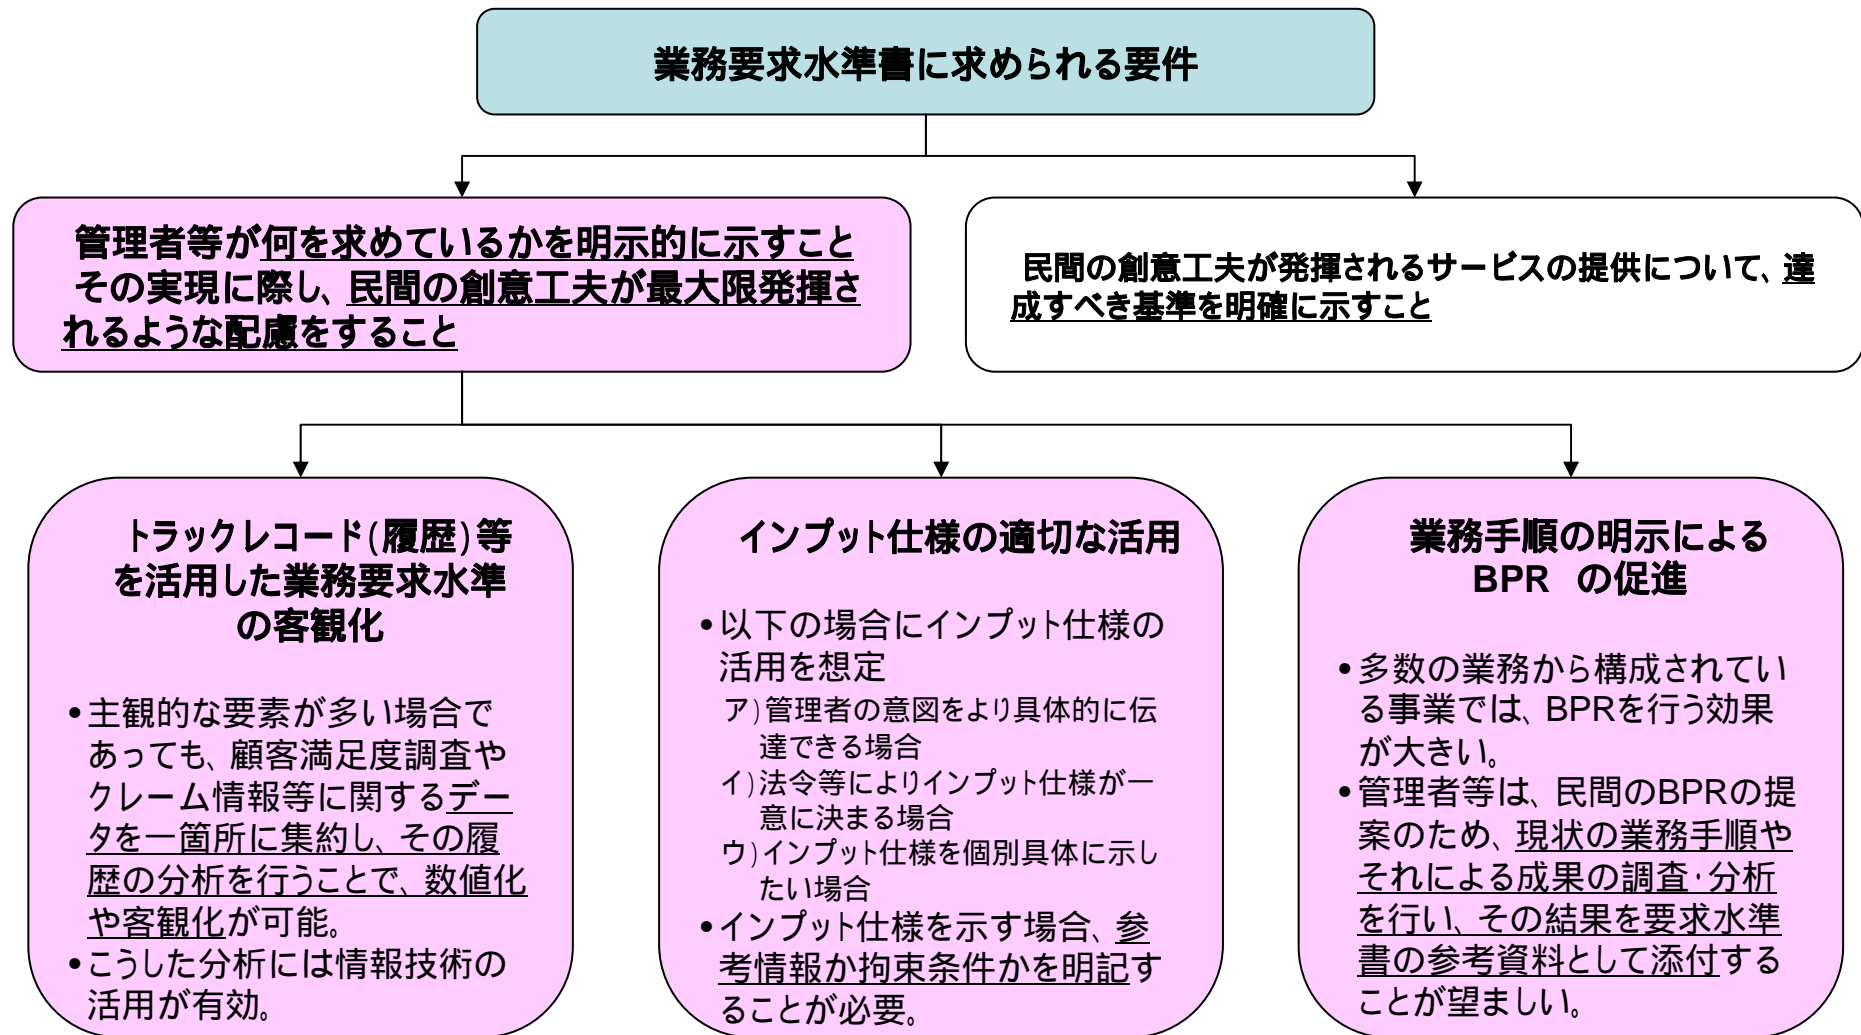 業務要求水準書に求められる要件
管理者等が何を求めているかを明示的に示すこと
その実現に際し、民間の創意工夫が最大限発揮さ
れるような配慮をすること
民間の創意工夫が発揮されるサービスの提供について、達
成すべき基準を明確に示すこと
トラックレコード(履歴)等
を活用した業務要求水準
の客観化
•主観的な要素が多い場合で
あっても、顧客満足度調査や
クレーム情報等に関するデー
タを一箇所に集約し、その履
歴の分析を行うことで、数値化
や客観化が可能。
•こうした分析には情報技術の
活用が有効。
インプット仕様の適切な活用
•以下の場合にインプット仕様の
活用を想定
ア)管理者の意図をより具体的に伝
達できる場合
イ)法令等によりインプット仕様が一
意に決まる場合
ウ)インプット仕様を個別具体に示し
たい場合
•インプット仕様を示す場合、参
考情報か拘束条件かを明記す
ることが必要。
業務手順の明示による
BPR の促進
•多数の業務から構成されてい
る事業では、BPRを行う効果
が大きい。
•管理者等は、民間のBPRの提
案のため、現状の業務手順や
それによる成果の調査・分析
を行い、その結果を要求水準
書の参考資料として添付する
ことが望ましい。